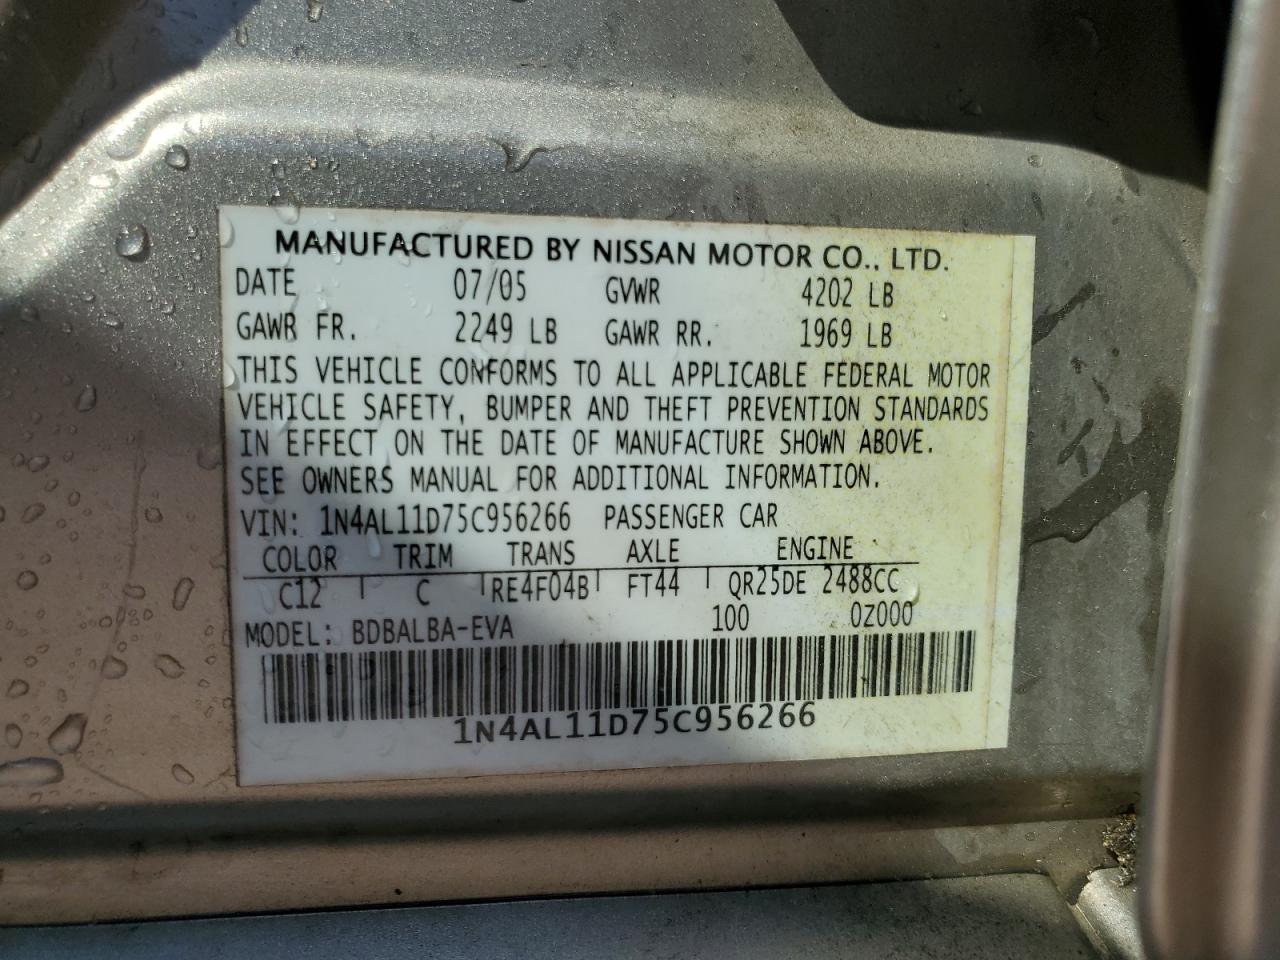 MANUFACTURED BY NISSAN MOTOR CO., LTD.
DATE 07/05 GVWR 4202 LB
GAWR FR. 2249 LB GAWR RR. 1969 LB
THIS VEHICLE CONFORMS TO ALL APPLICABLE FEDERAL MOTOR
VEHICLE SAFETY, BUMPER AND THEFT PREVENTION STANDARDS
IN EFFECT ON THE DATE OF MANUFACTURE SHOWN ABOVE.
SEE OWNERS MANUAL FOR ADDITIONAL INFORMATION.
VIN: 1N4AL11D75C956266 PASSENGER CAR
COLOR TRIM TRANS AXLE ENGINE
C12 C RE4F04B FT44 QR25DE 2488CC
MODEL: BDBALBA-EVA 100 0Z000
1N4AL11D75C956266